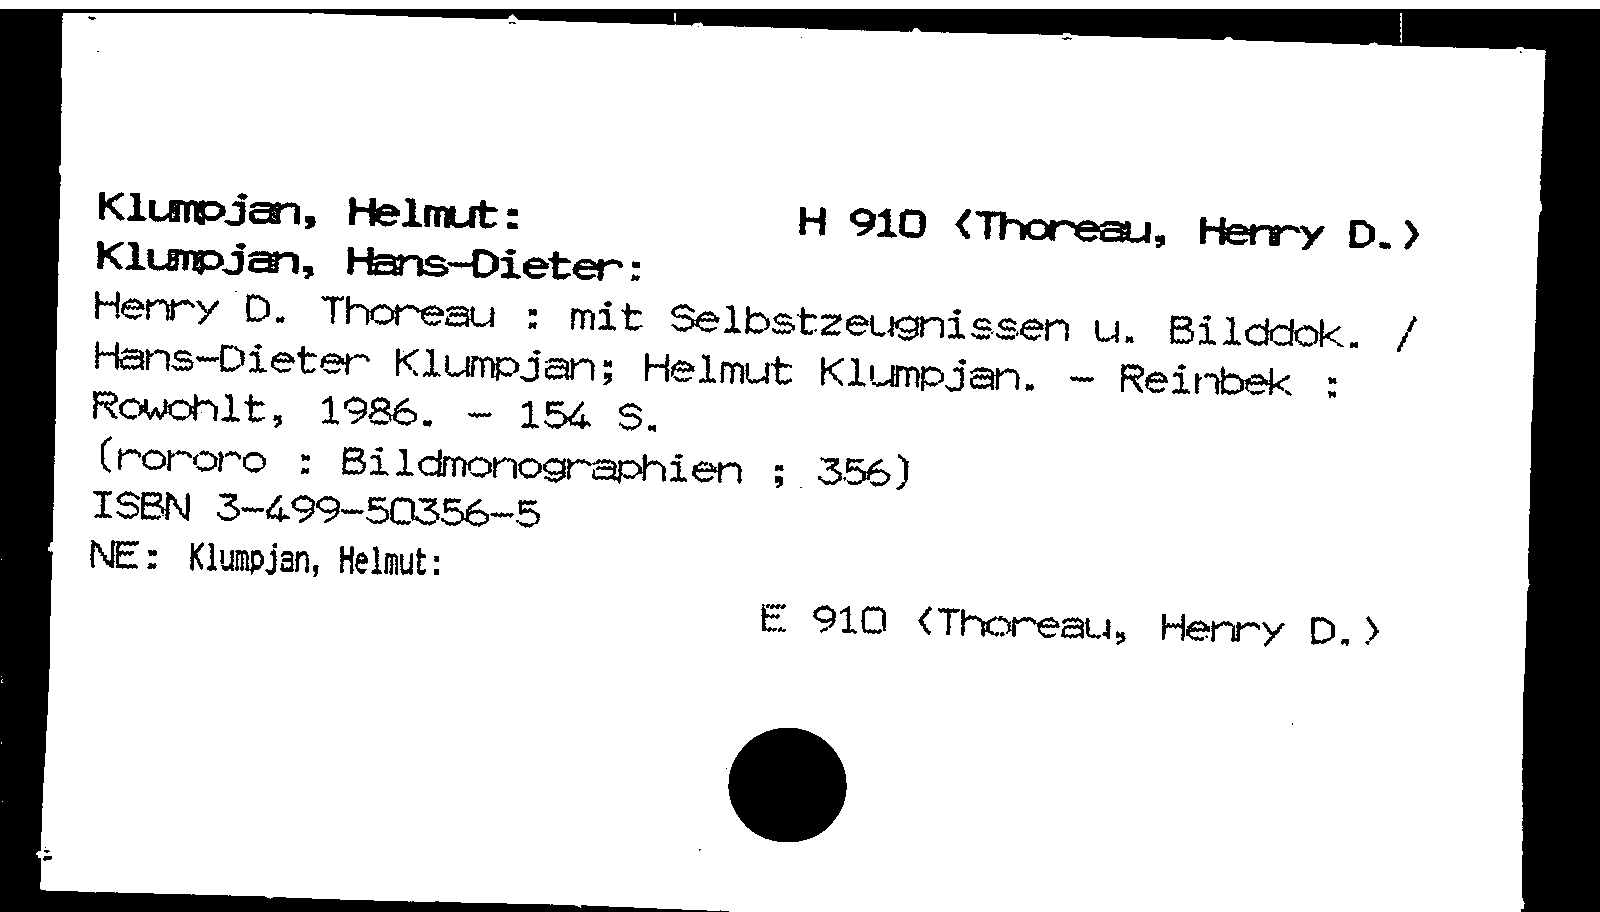 Klumpjan, Helmut: H 910 <Thoreau, Henry D.>
Klumpjan, Hans-Dieter:
Henry D. Thoreau : mit Selbstzeugnissen u. Bilddok. /
Hans-Dieter Klumpjan; Helmut Klumpjan. - Reinbek :
Rowohlt, 1986. - 154 S.
(rororo : Bildmonographien ; 356)
ISBN 3-499-50356-5
NE: Klumpjan, Helmut:
E 910 <Thoreau, Henry D.>